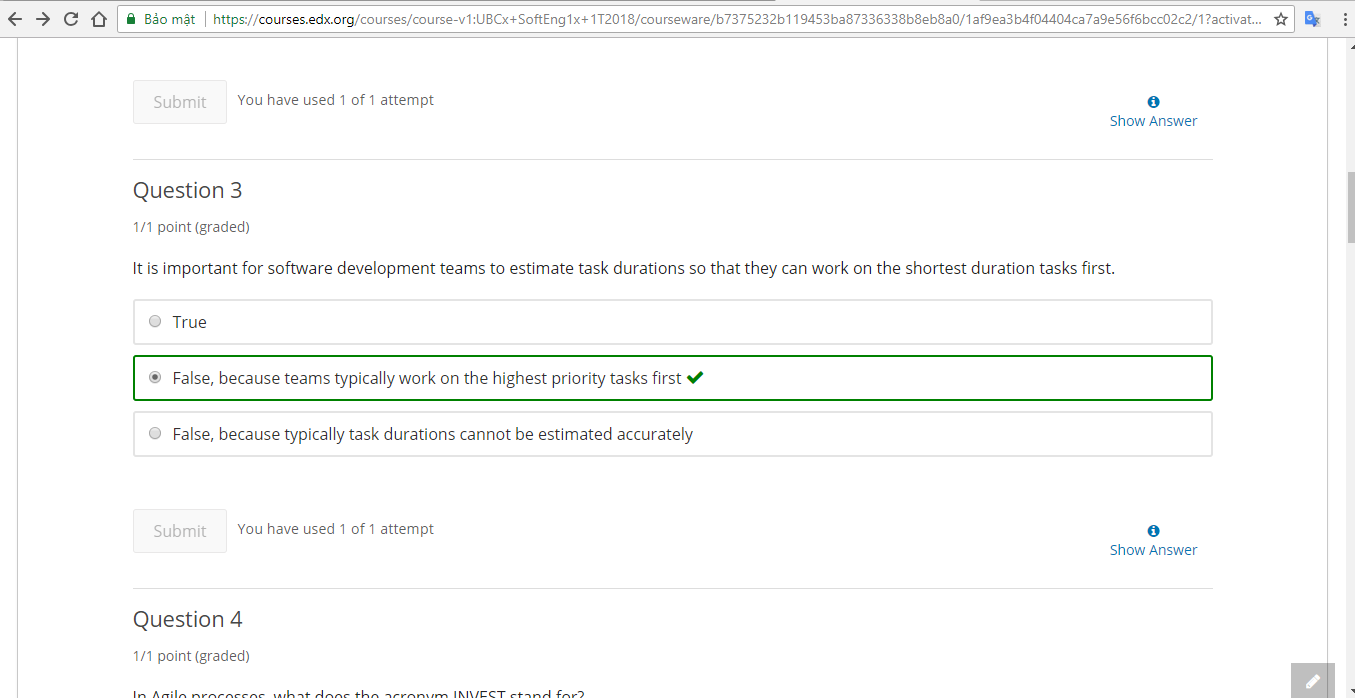 Bảo mật https://courses.edx.org/courses/course-v1:UBCx+SoftEng1x+1T2018/courseware/b7375232b119453ba87336338b8eb8a0/1af9ea3b4f04404ca7a9e56f6bcc02c2/1?activat...
Submit You have used 1 of 1 attempt
Show Answer
Question 3
1/1 point (graded)
It is important for software development teams to estimate task durations so that they can work on the shortest duration tasks first.
True
False, because teams typically work on the highest priority tasks first
False, because typically task durations cannot be estimated accurately
Submit You have used 1 of 1 attempt
Show Answer
Question 4
1/1 point (graded)
In Agile processes, what does the acronym INVEST stand for?